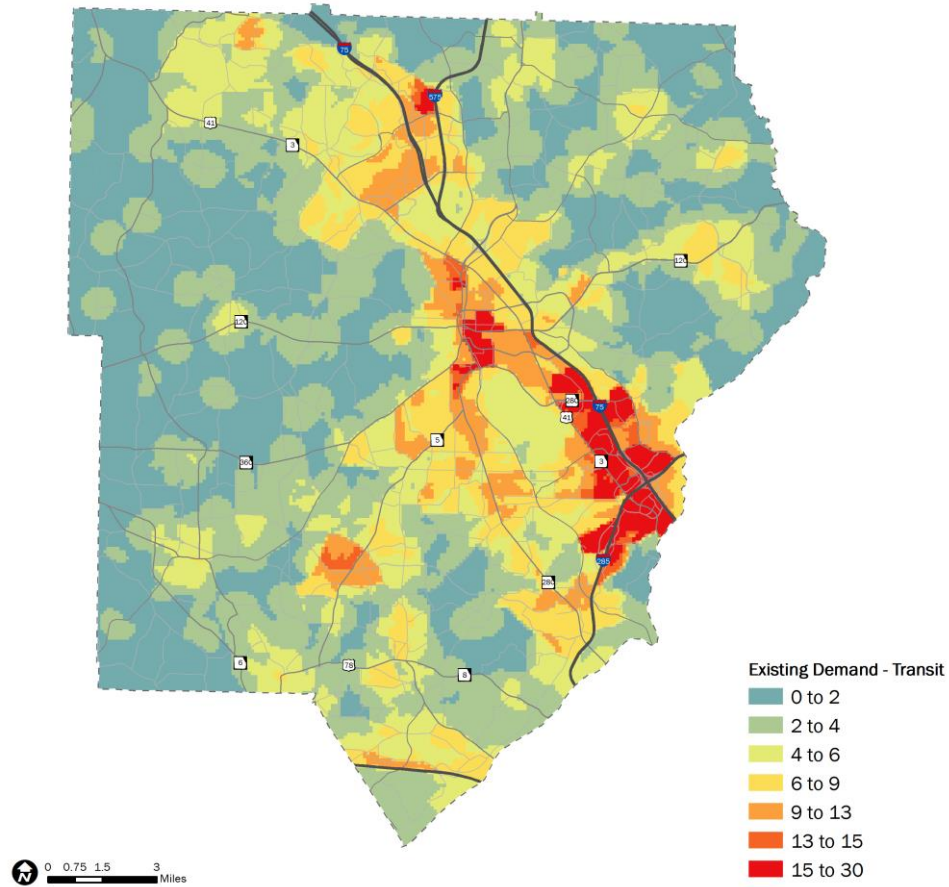 75
575
41
3
120
120
280
75
41
5
3
360
285
280
6
78
8
Existing Demand - Transit
0 to 2
2 to 4
4 to 6
6 to 9
9 to 13
13 to 15
15 to 30
N
0 0.75 1.5 3
Miles